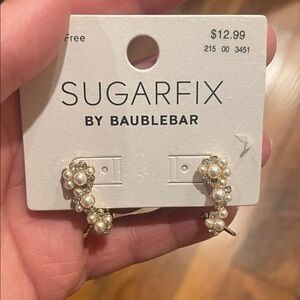 Free
$12.99
215 00 3451
SUGARFIX
BY BAUBLEBAR